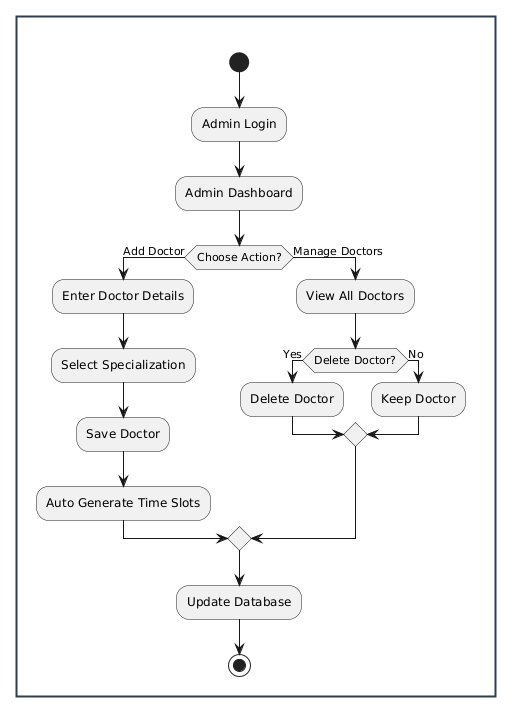 Admin Login
Admin Dashboard
Choose Action?
Add Doctor
Manage Doctors
Enter Doctor Details
Select Specialization
Save Doctor
Auto Generate Time Slots
View All Doctors
Delete Doctor?
Yes
No
Delete Doctor
Keep Doctor
Update Database